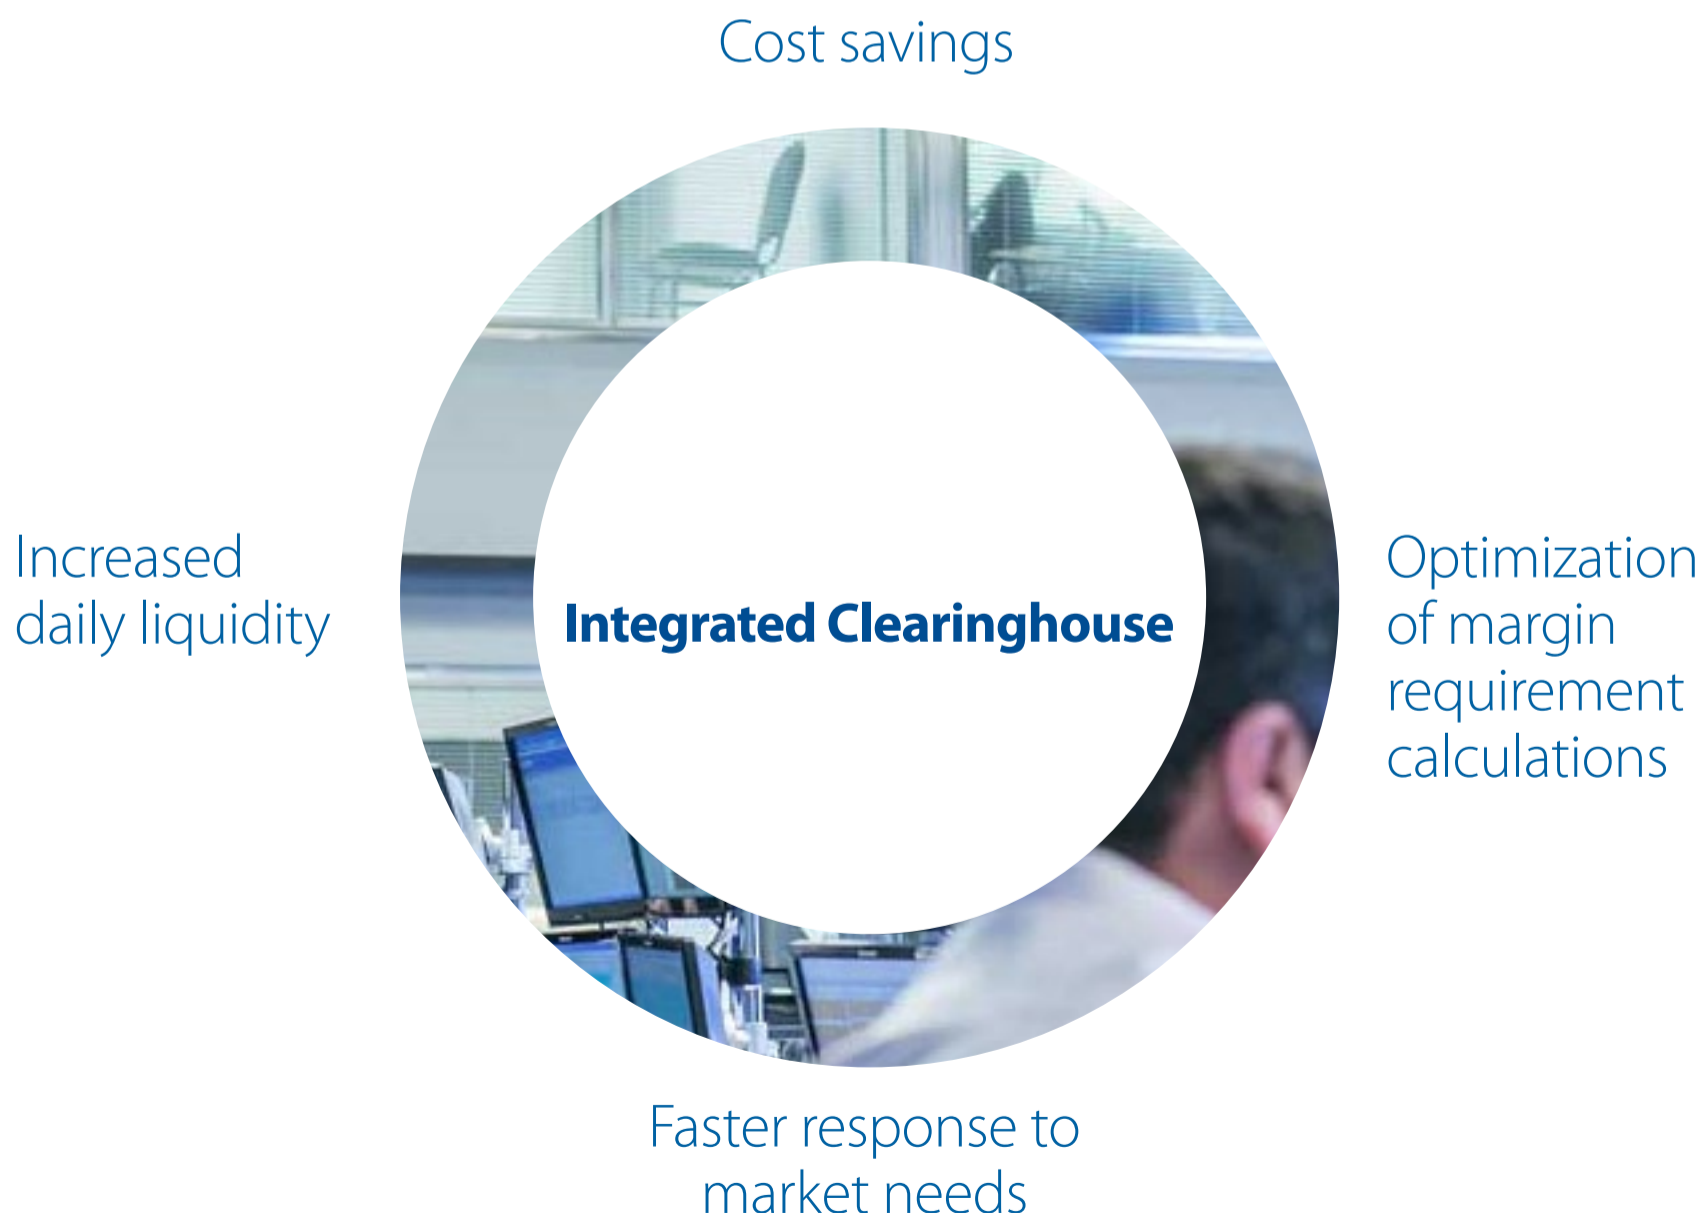 Cost savings
Increased
daily liquidity
Integrated Clearinghouse
Optimization
of margin
requirement
calculations
Faster response to
market needs